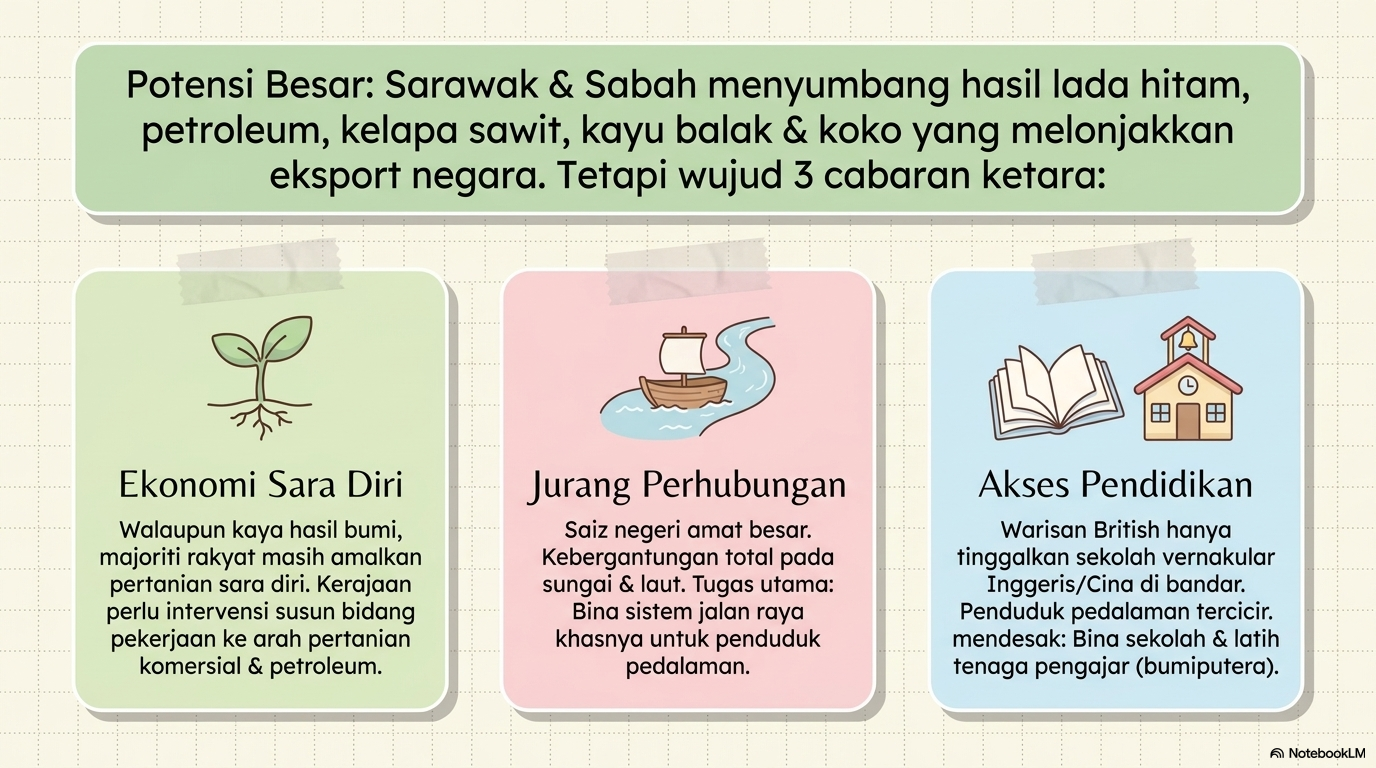 Potensi Besar: Sarawak & Sabah menyumbang hasil lada hitam,
petroleum, kelapa sawit, kayu balak & koko yang melonjakkan
eksport negara. Tetapi wujud 3 cabaran ketara:
Ekonomi Sara Diri
Walaupun kaya hasil bumi,
majoriti rakyat masih amalkan
pertanian sara diri. Kerajaan
perlu intervensi susun bidang
pekerjaan ke arah pertanian
komersial & petroleum.
Jurang Perhubungan
Saiz negeri amat besar.
Kebergantungan total pada
sungai & laut. Tugas utama:
Bina sistem jalan raya
khasnya untuk penduduk
pedalaman.
Akses Pendidikan
Warisan British hanya
tinggalkan sekolah vernakular
Inggeris/Cina di bandar.
Penduduk pedalaman tercicir.
mendesak: Bina sekolah & latih
tenaga pengajar (bumiputera).
NotebookLM